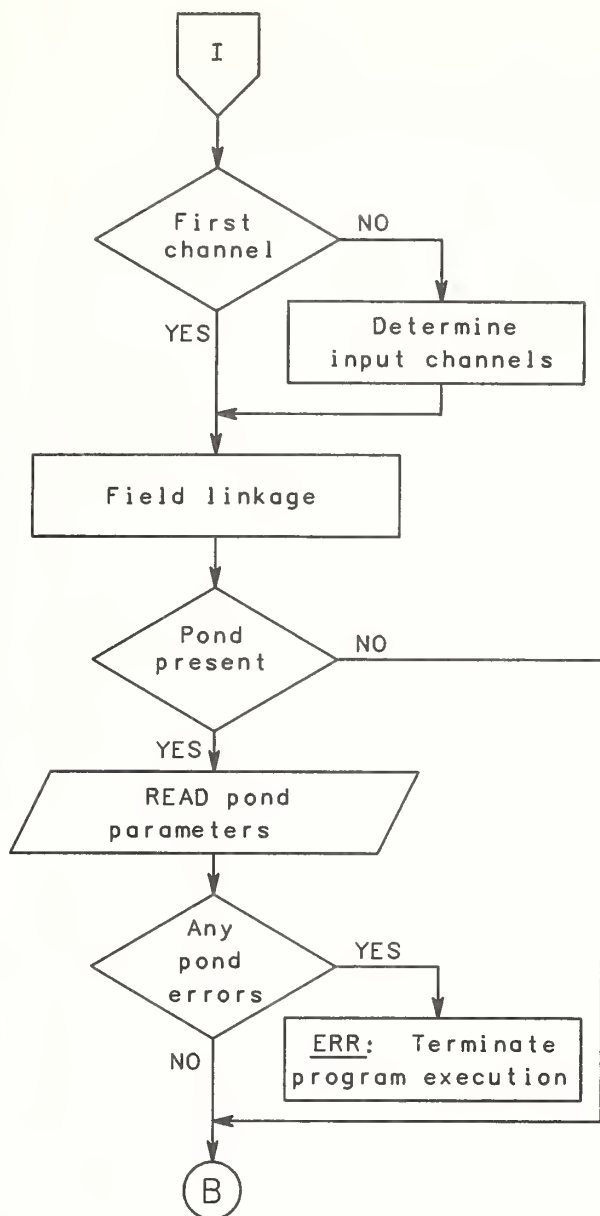 I
First
channel
NO
YES
Determine
input channels
Field linkage
Pond
present
NO
YES
READ pond
parameters
Any
pond
errors
YES
NO
ERR: Terminate
program execution
B